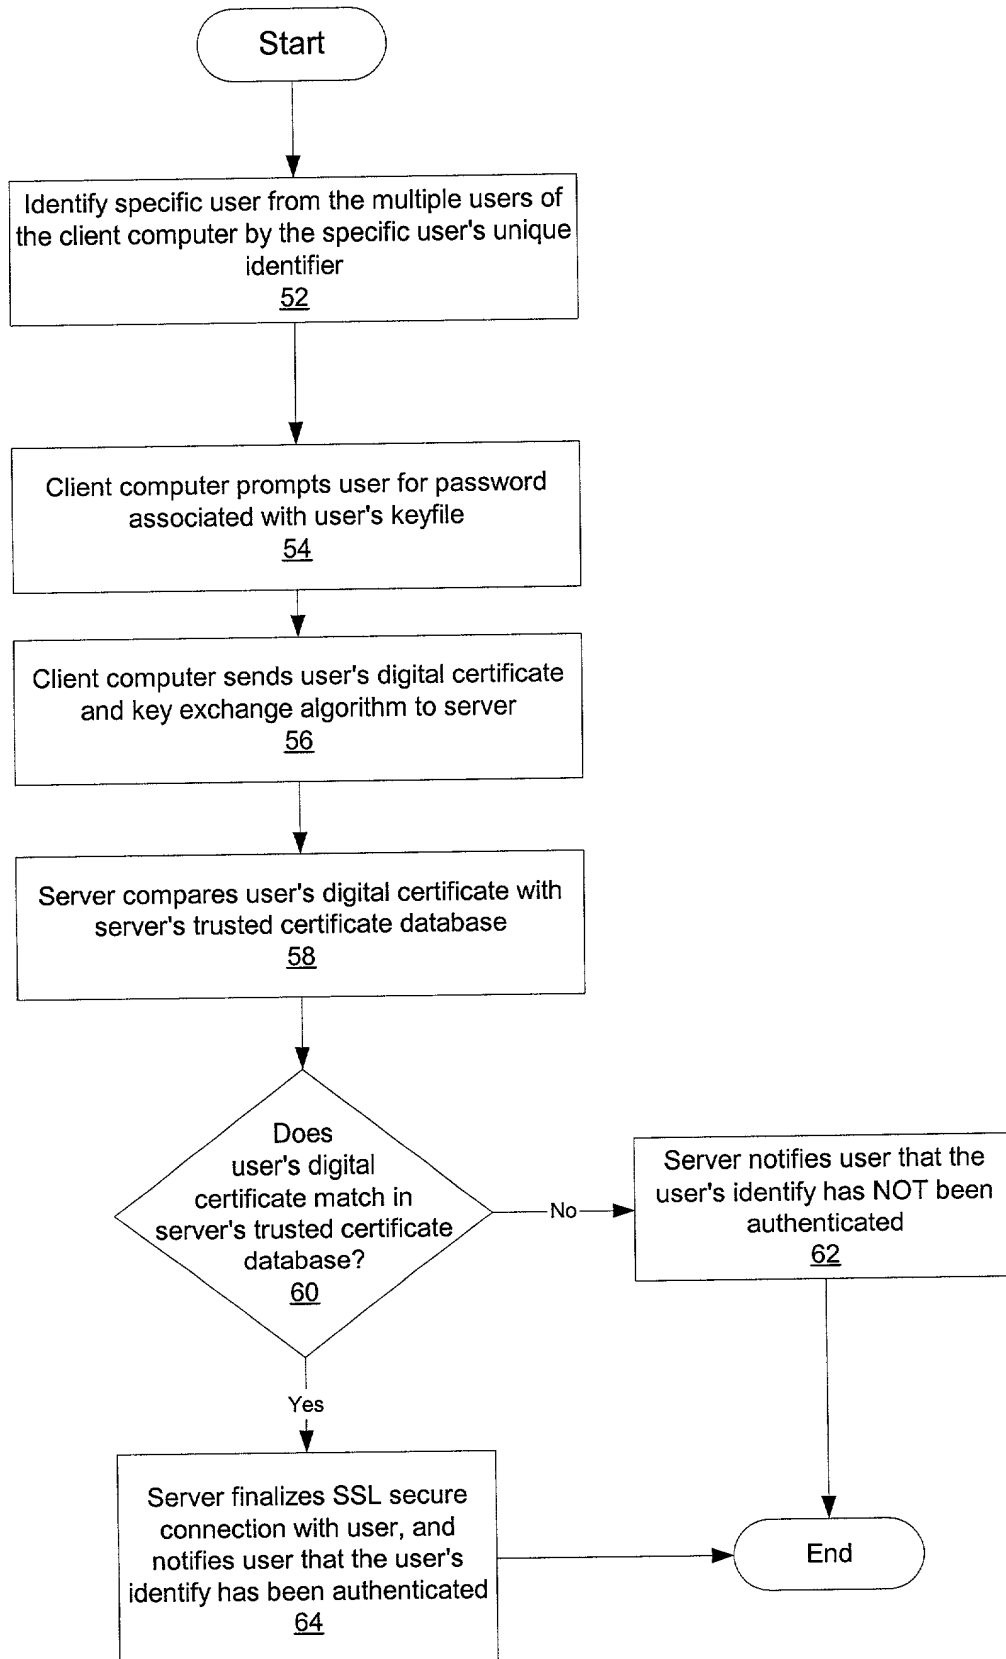 Start
Identify specific user from the multiple users of
the client computer by the specific user's unique
identifier
52
Client computer prompts user for password
associated with user's keyfile
54
Client computer sends user's digital certificate
and key exchange algorithm to server
56
Server compares user's digital certificate with
server's trusted certificate database
58
Does
user's digital
certificate match in
server's trusted certificate
database?
60
No
Server notifies user that the
user's identify has NOT been
authenticated
62
Yes
Server finalizes SSL secure
connection with user, and
notifies user that the user's
identify has been authenticated
64
End